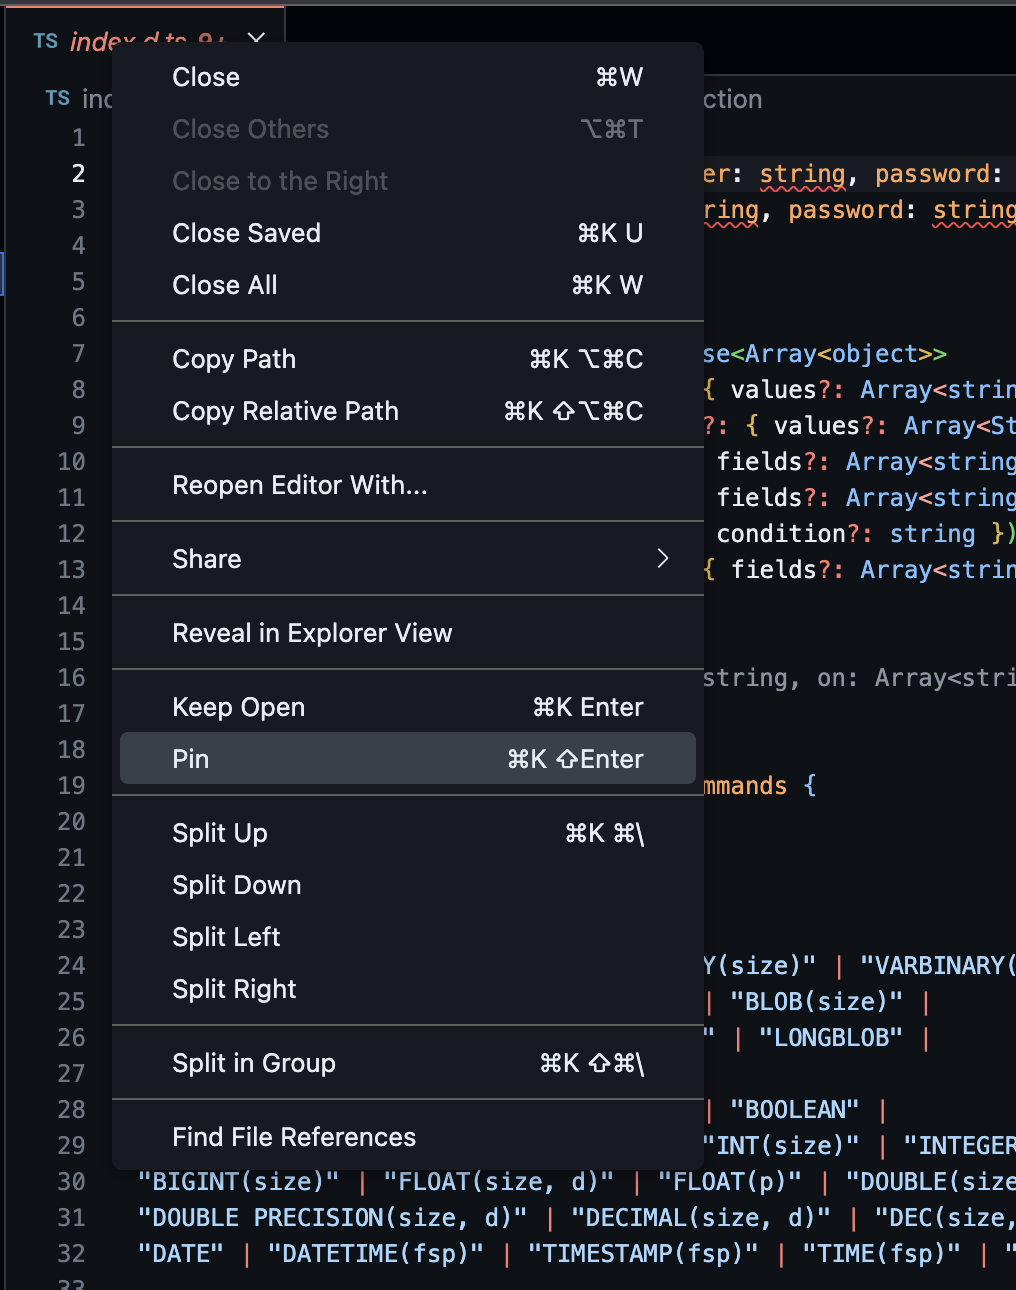 TS index.d.ts 9+
Close ⌘W
TS ction
Close Others ⌥⌘T
1
Close to the Right
2 er: string, password:
3 ring, password: string
Close Saved ⌘K U
4
5
Close All ⌘K W
6
7 se<Array<object>>
Copy Path ⌘K ⌥⌘C
8 { values?: Array<strin
Copy Relative Path ⌘K ⇧⌥⌘C
9 ?: { values?: Array<St
10 fields?: Array<string
Reopen Editor With...
11 fields?: Array<string
12 condition?: string })
Share
13 { fields?: Array<strin
14
Reveal in Explorer View
15
16 string, on: Array<stri
Keep Open ⌘K Enter
17
18
Pin ⌘K ⇧Enter
19 mmands {
20
Split Up ⌘K ⌘\
21
Split Down
22
23
Split Left
24 Y(size)" | "VARBINARY(
Split Right
25 | "BLOB(size)" |
26 " | "LONGBLOB" |
Split in Group ⌘K ⇧⌘\
27
28 | "BOOLEAN" |
Find File References
29 "INT(size)" | "INTEGER
30 "BIGINT(size)" | "FLOAT(size, d)" | "FLOAT(p)" | "DOUBLE(size
31 "DOUBLE PRECISION(size, d)" | "DECIMAL(size, d)" | "DEC(size,
32 "DATE" | "DATETIME(fsp)" | "TIMESTAMP(fsp)" | "TIME(fsp)" | "
33